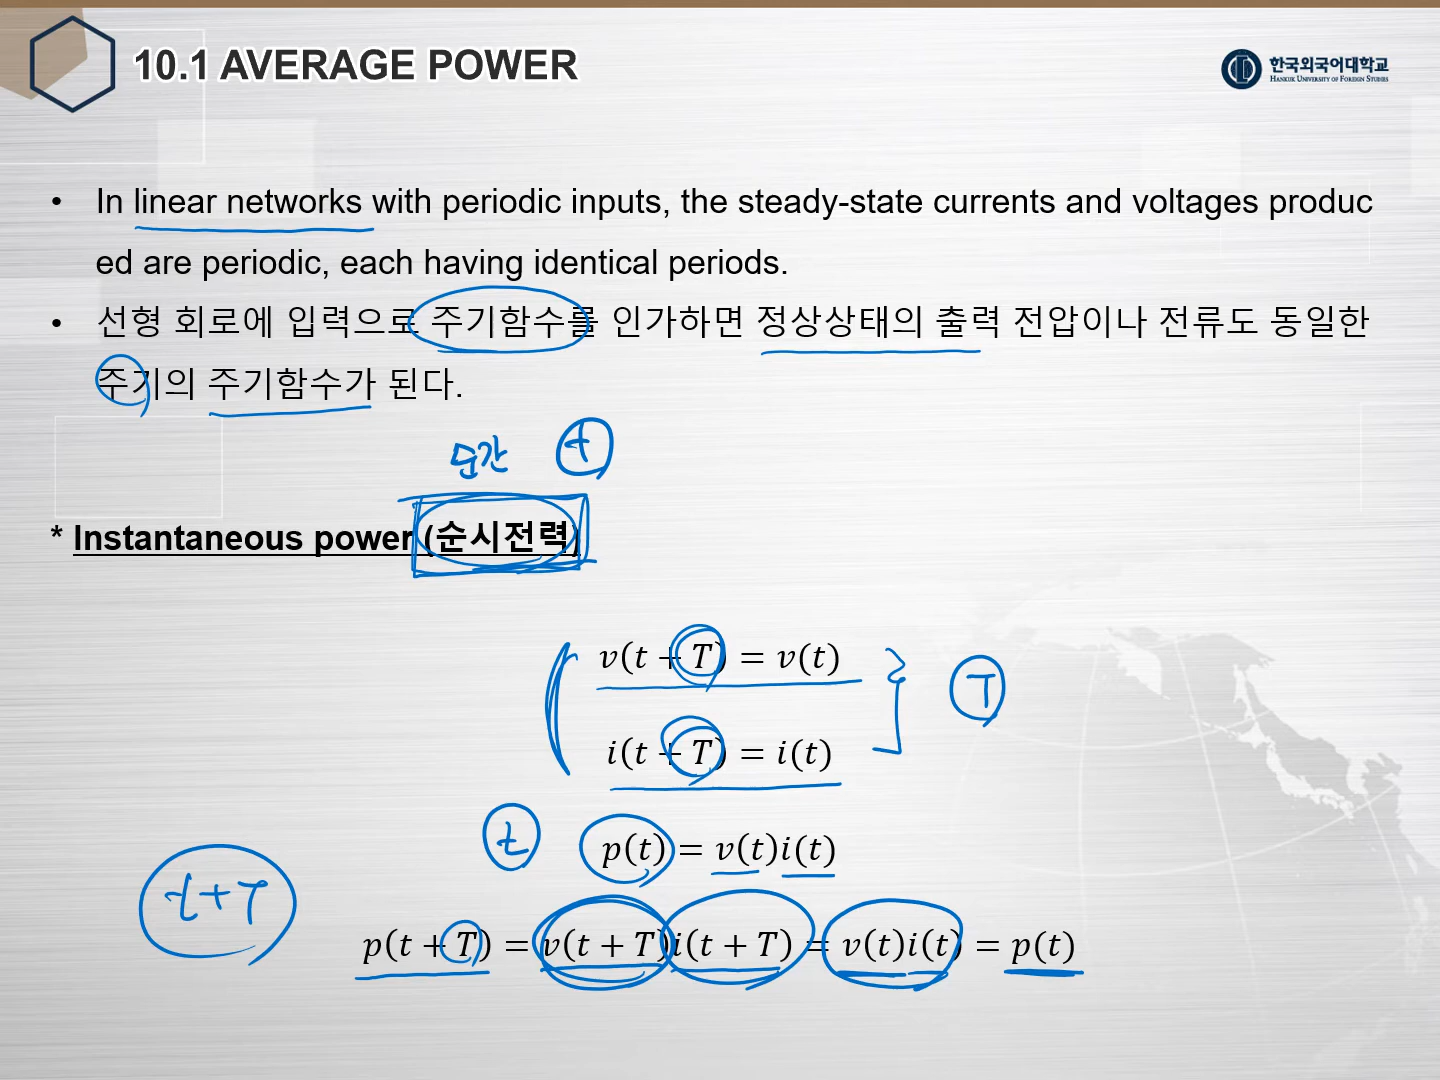 10.1 AVERAGE POWER
한국외국어대학교
HANKUK UNIVERSITY OF FOREIGN STUDIES
• In linear networks with periodic inputs, the steady-state currents and voltages produc
ed are periodic, each having identical periods.
• 선형 회로에 입력으로 주기함수를 인가하면 정상상태의 출력 전압이나 전류도 동일한
주기의 주기함수가 된다.
순간 t
* Instantaneous power (순시전력)
v(t + T) = v(t)
T
i(t + T) = i(t)
t p(t) = v(t)i(t)
t+T
p(t + T) = v(t + T)i(t + T) = v(t)i(t) = p(t)